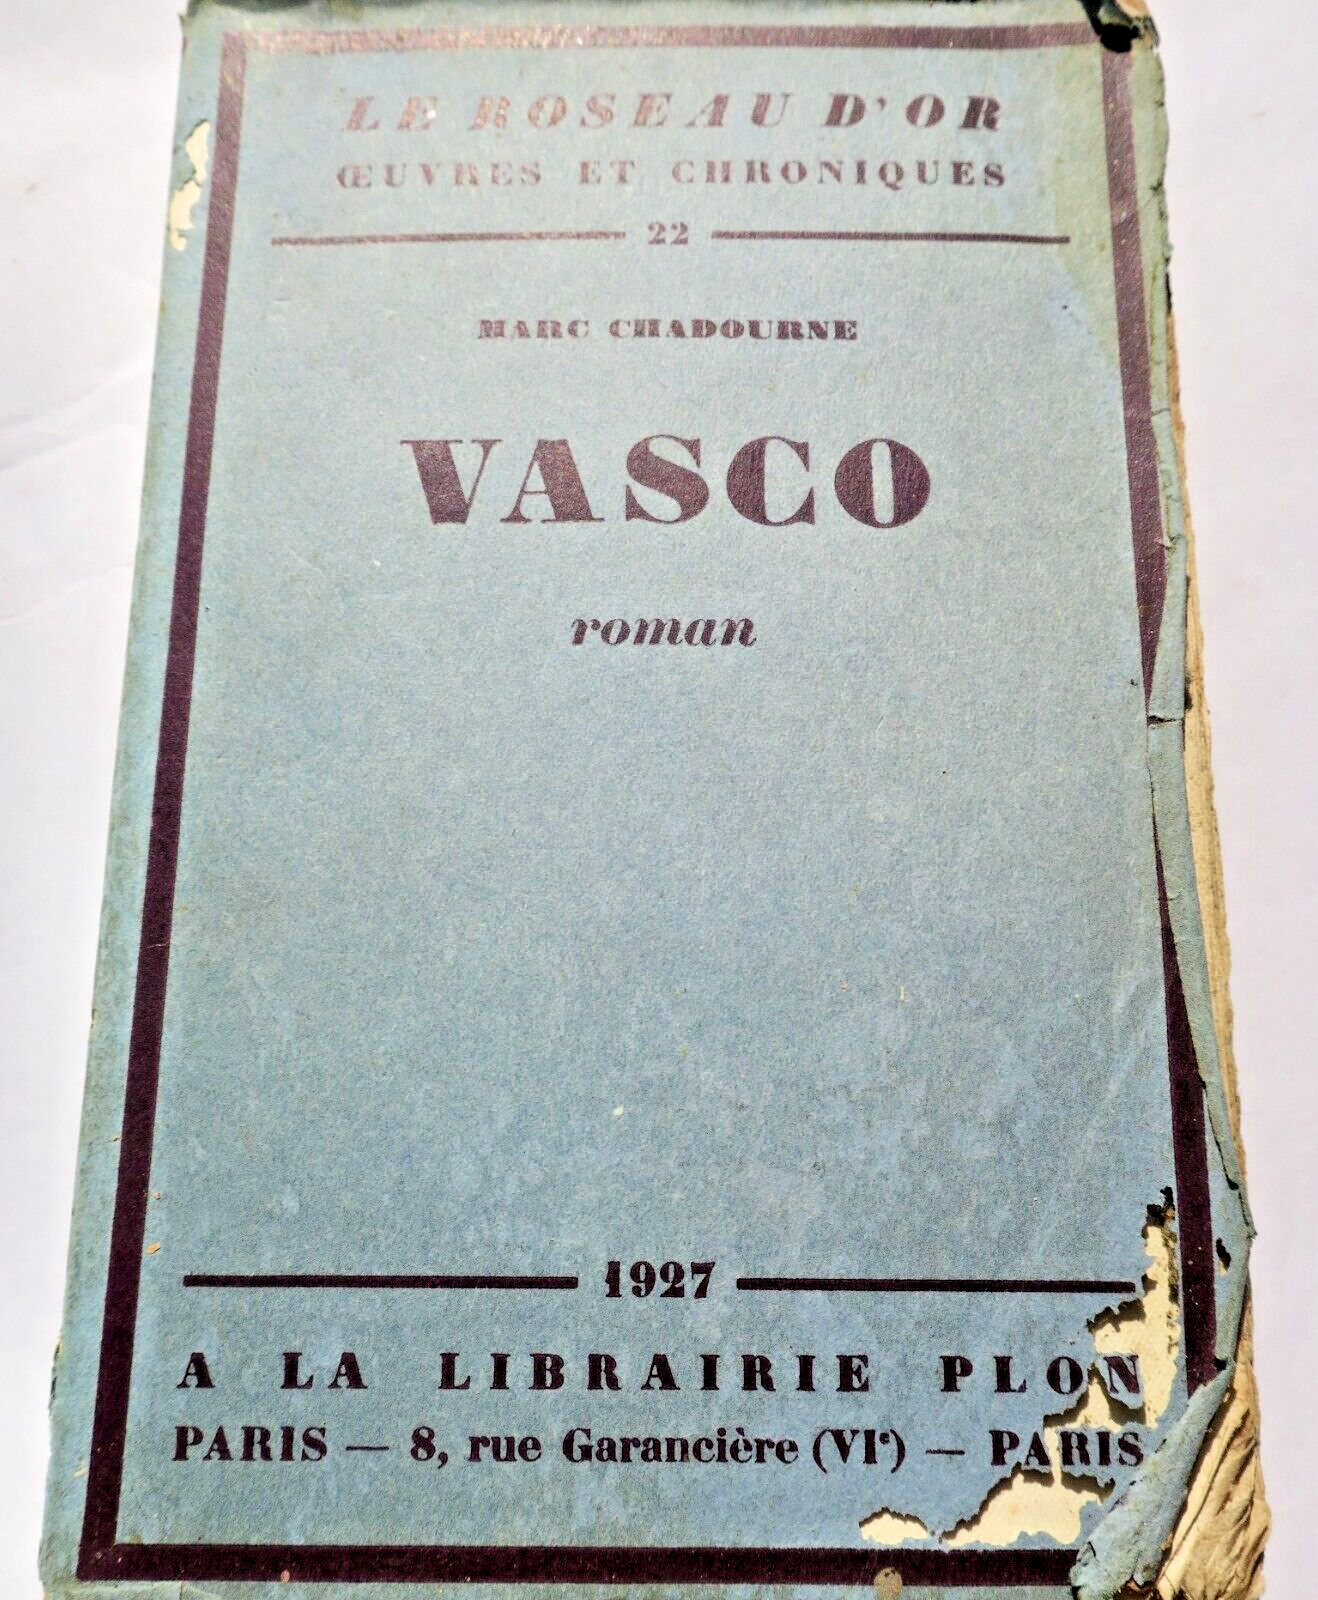 LE ROSEAU D'OR
ŒUVRES ET CHRONIQUES
22
MARC CHADOURNE
VASCO
roman
1927
A LA LIBRAIRIE PLON
PARIS — 8, rue Garancière (VIᵉ) — PARIS